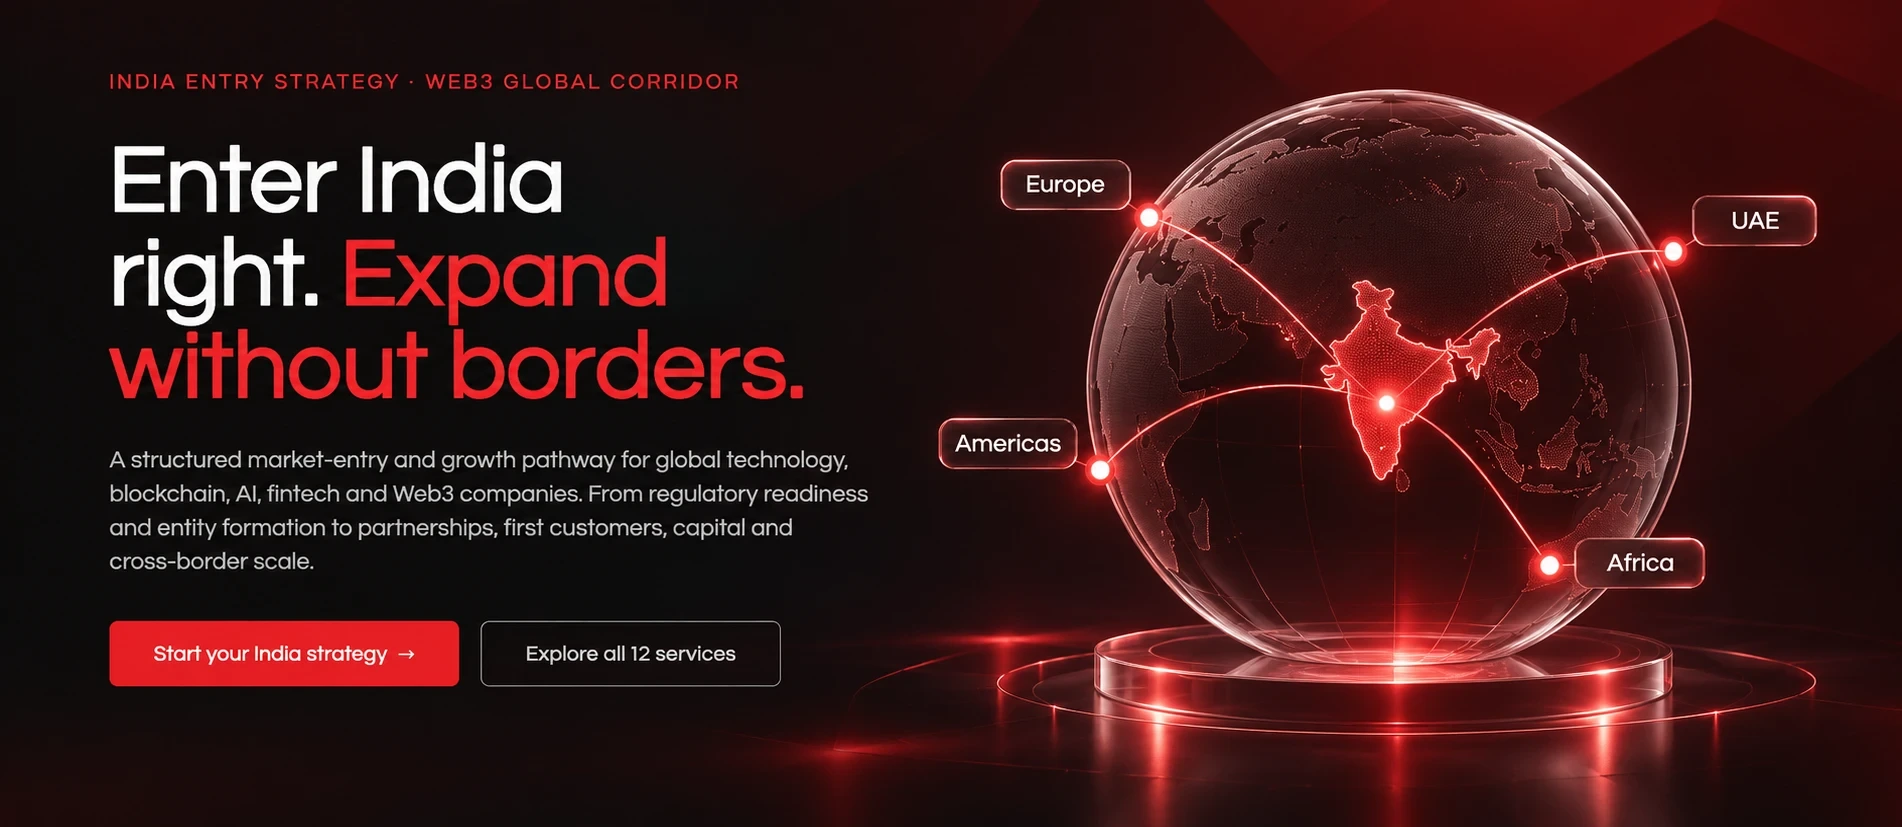 INDIA ENTRY STRATEGY · WEB3 GLOBAL CORRIDOR
Enter India
right. Expand
without borders.
A structured market-entry and growth pathway for global technology,
blockchain, AI, fintech and Web3 companies. From regulatory readiness
and entity formation to partnerships, first customers, capital and
cross-border scale.
Start your India strategy →
Explore all 12 services
Europe
UAE
Americas
Africa